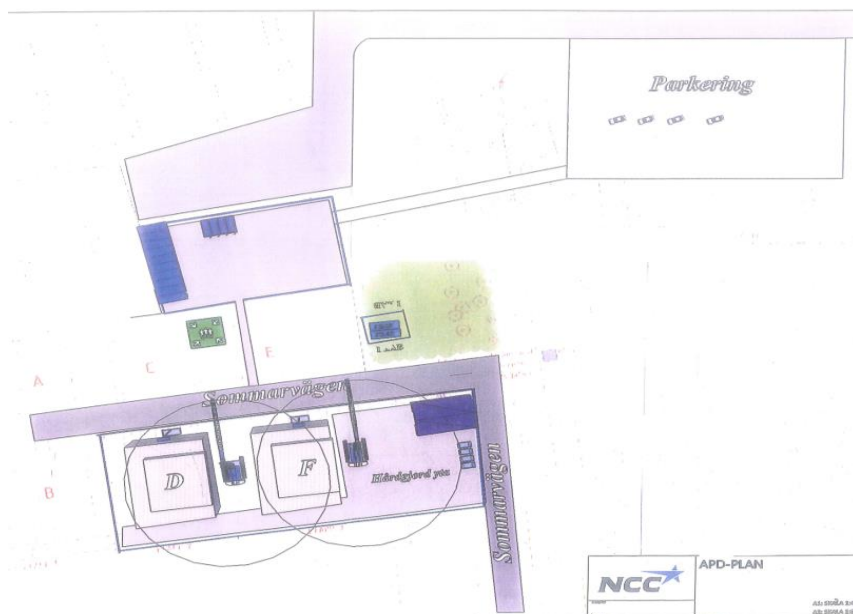 Parkering
A
C
E
Sommarvägen
B
D
F
Hårdgjord yta
Sommarvägen
NCC
APD-PLAN